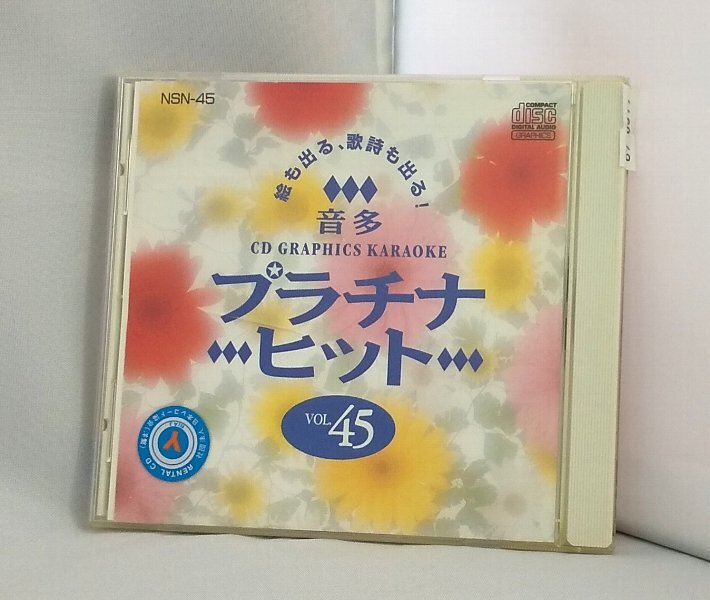 NSN-45
COMPACT
disc
DIGITAL AUDIO
GRAPHICS
絵も出る、歌詩も出る!
音多
CD GRAPHICS KARAOKE
プラチナ
ヒット
VOL. 45
RENTAL CD
Y